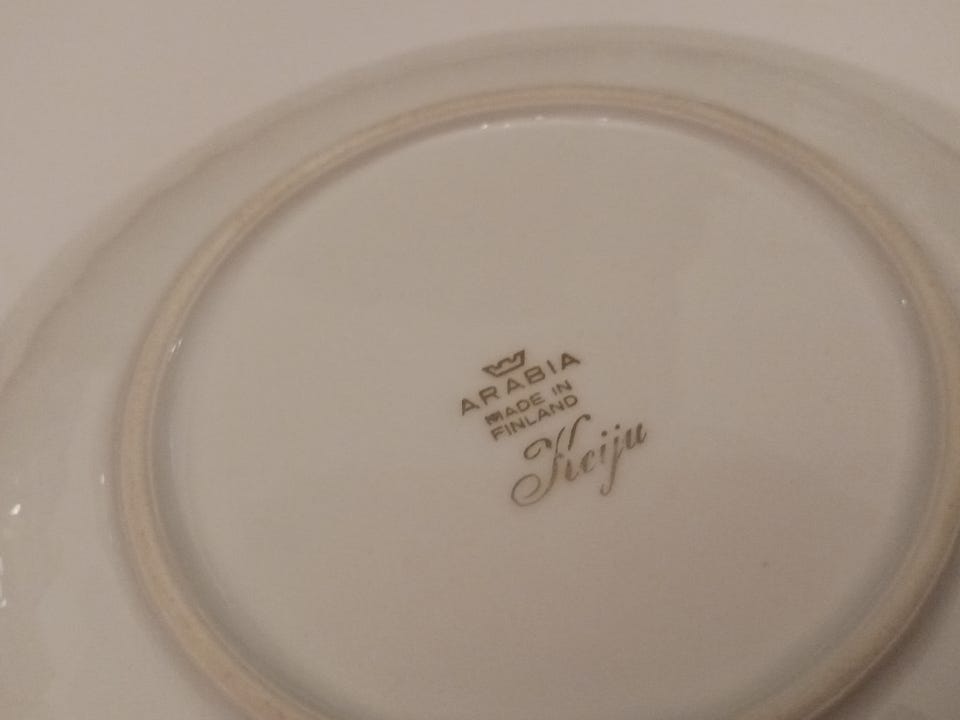 ARABIA
MADE IN
FINLAND
Keiju